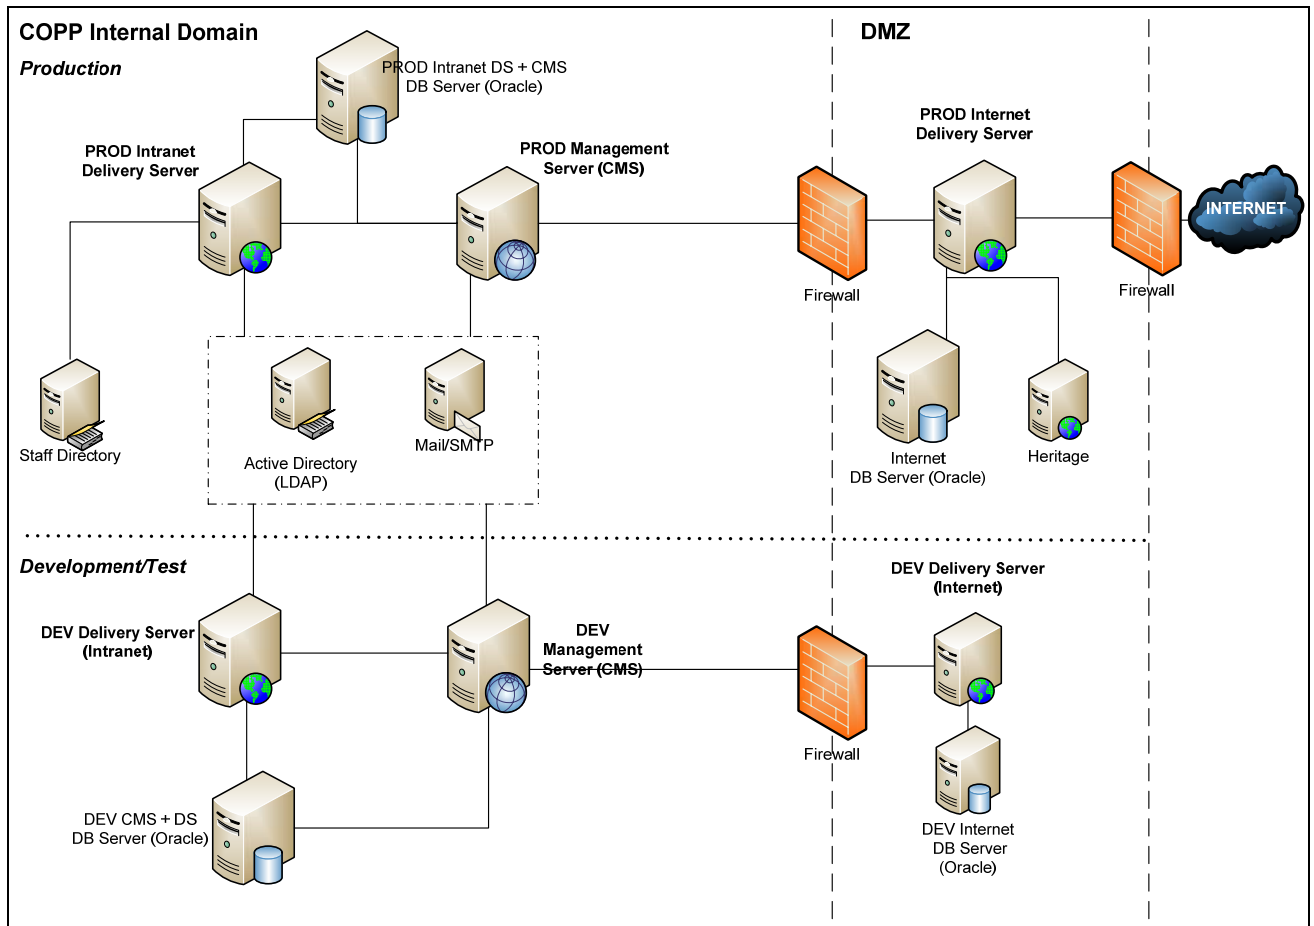 COPP Internal Domain
DMZ
Production
PROD Intranet DS + CMS
DB Server (Oracle)
PROD Intranet
Delivery Server
PROD Management
Server (CMS)
PROD Internet
Delivery Server
INTERNET
Firewall
Firewall
Staff Directory
Active Directory
(LDAP)
Mail/SMTP
Internet
DB Server (Oracle)
Heritage
Development/Test
DEV Delivery Server
(Intranet)
DEV
Management
Server (CMS)
DEV Delivery Server
(Internet)
Firewall
DEV CMS + DS
DB Server (Oracle)
DEV Internet
DB Server
(Oracle)